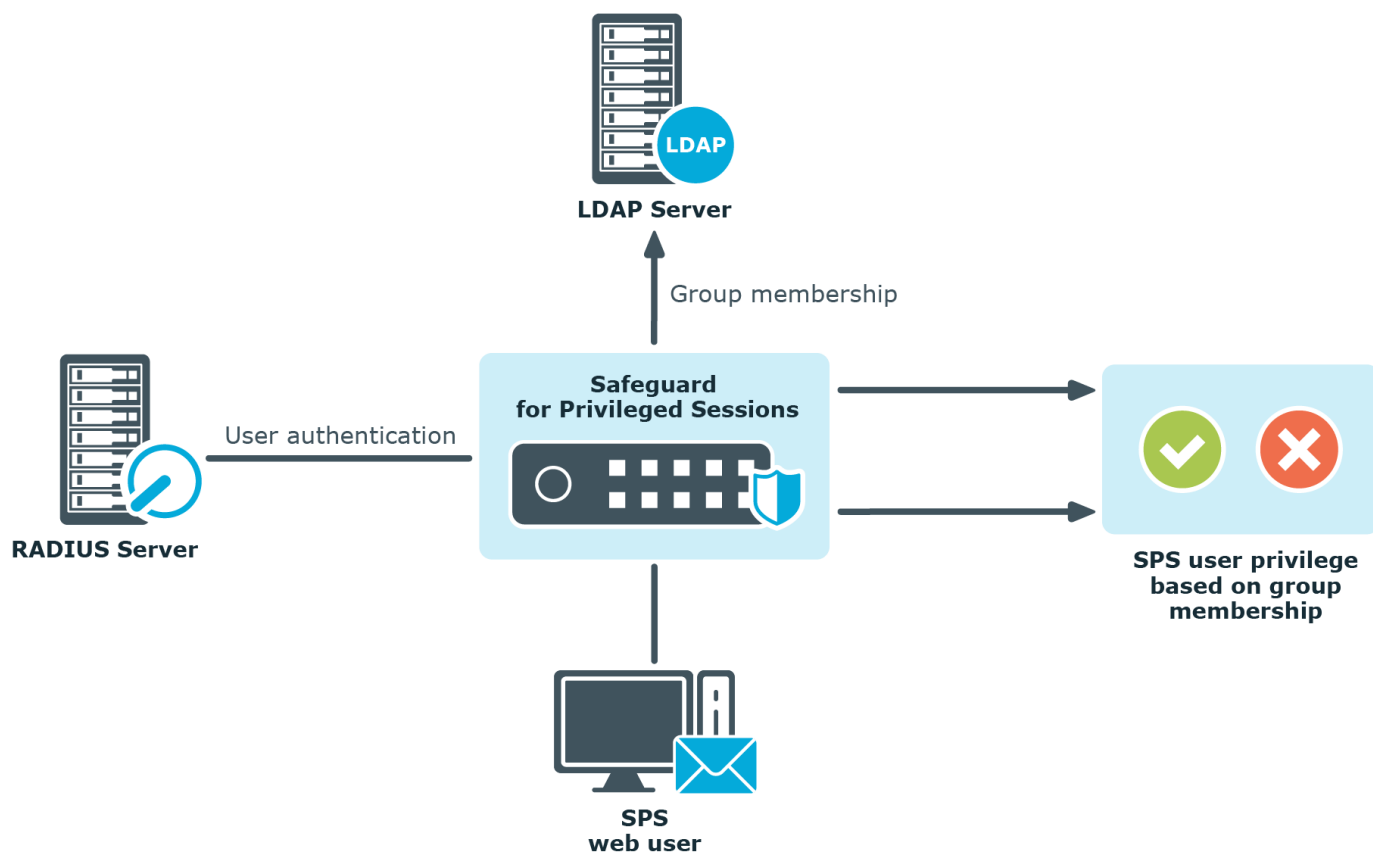 LDAP
LDAP Server
Group membership
Safeguard
for Privileged Sessions
User authentication
RADIUS Server
SPS user privilege
based on group
membership
SPS
web user